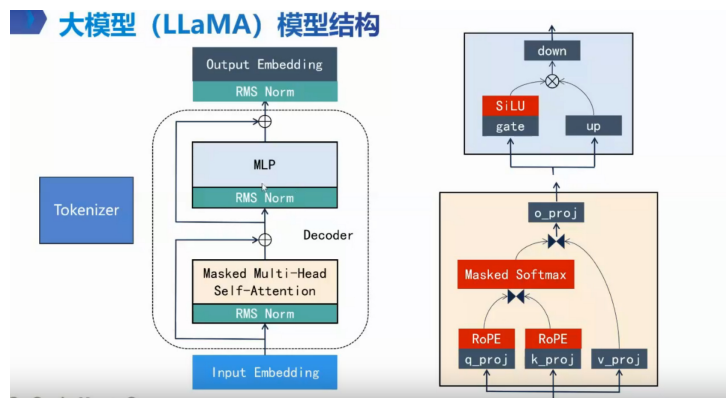 大模型（LLaMA）模型结构
Output Embedding
RMS Norm
MLP
RMS Norm
Tokenizer
Decoder
Masked Multi-Head
Self-Attention
RMS Norm
Input Embedding
down
SiLU
gate
up
o_proj
Masked Softmax
RoPE
RoPE
q_proj
k_proj
v_proj